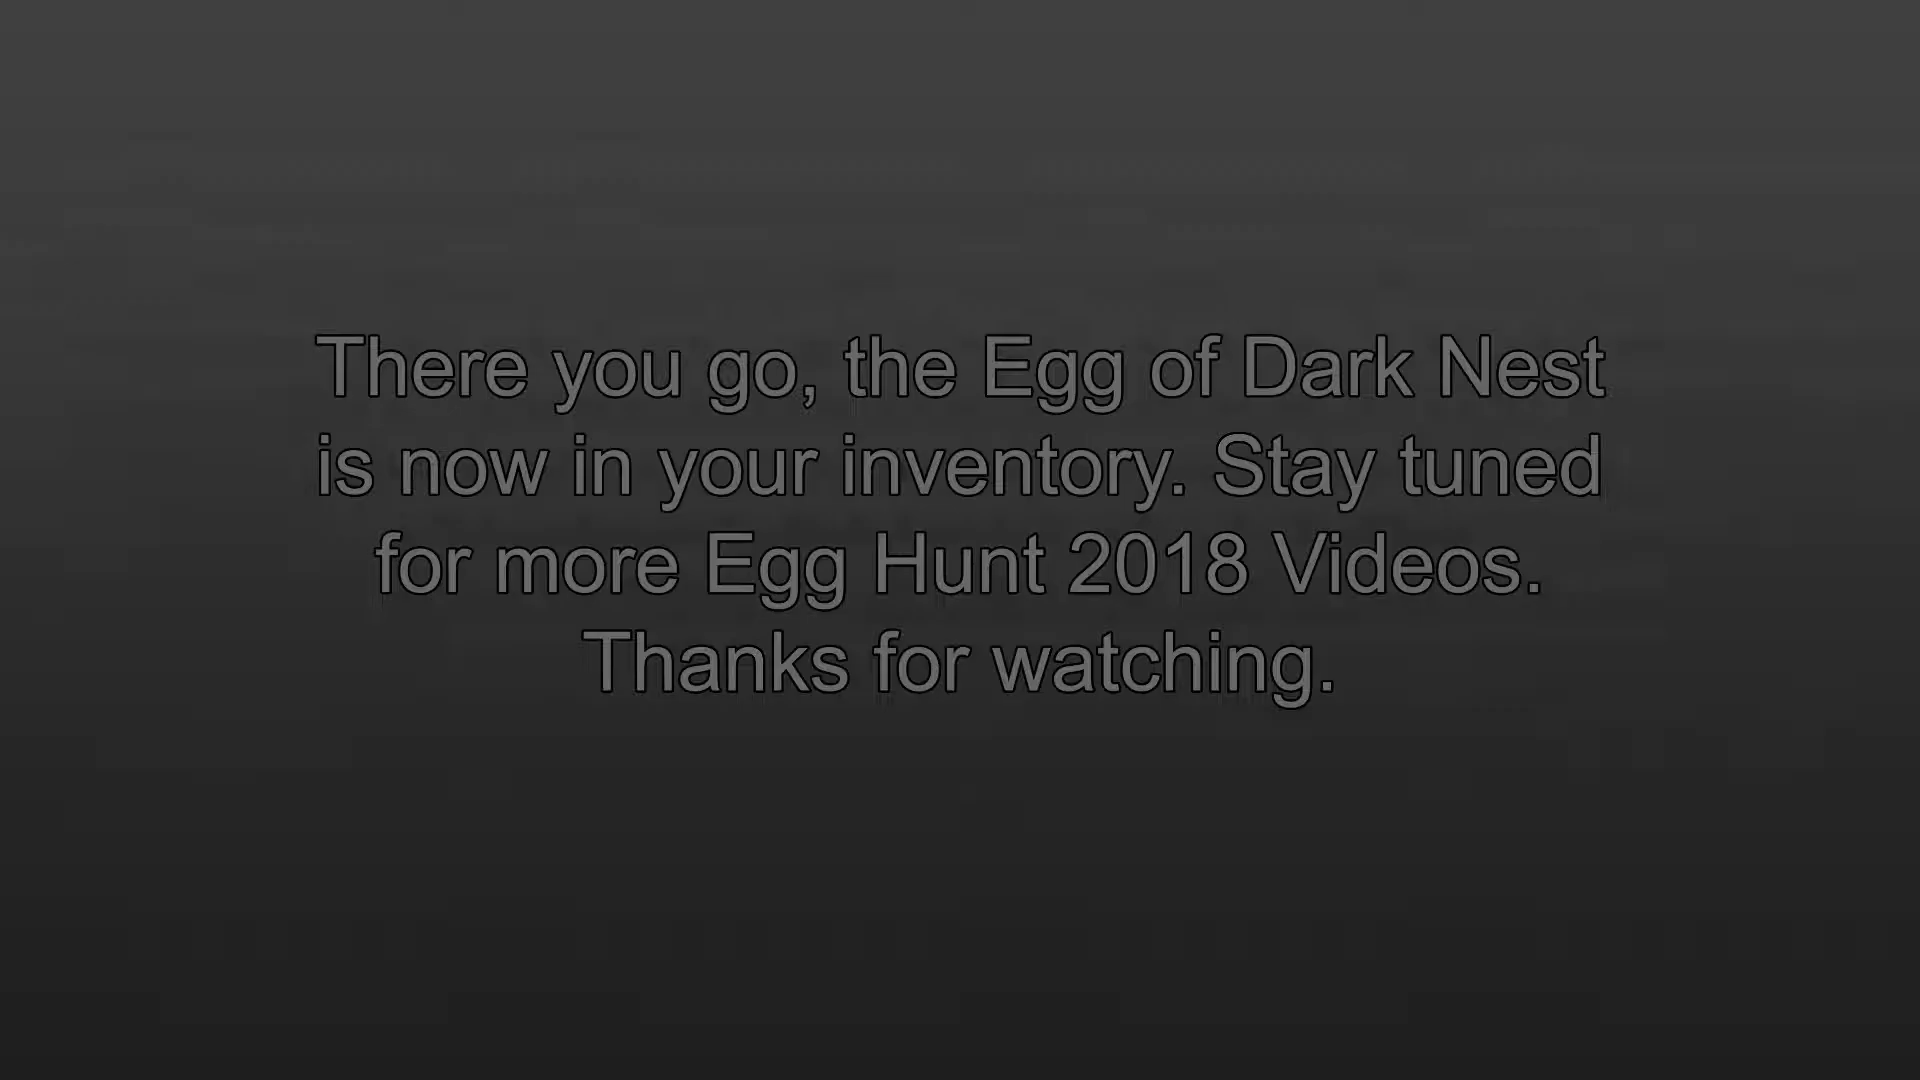 There you go, the Egg of Dark Nest
is now in your inventory. Stay tuned
for more Egg Hunt 2018 Videos.
Thanks for watching.